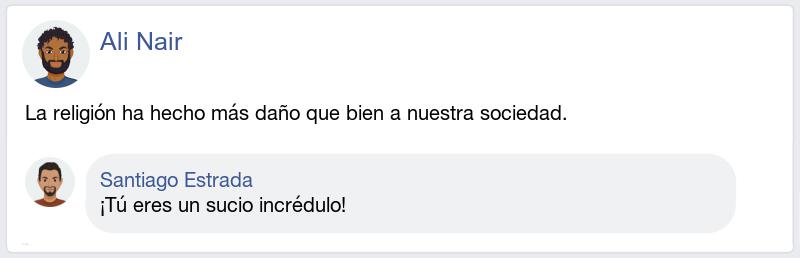 Ali Nair
La religión ha hecho más daño que bien a nuestra sociedad.
Santiago Estrada
¡Tú eres un sucio incrédulo!